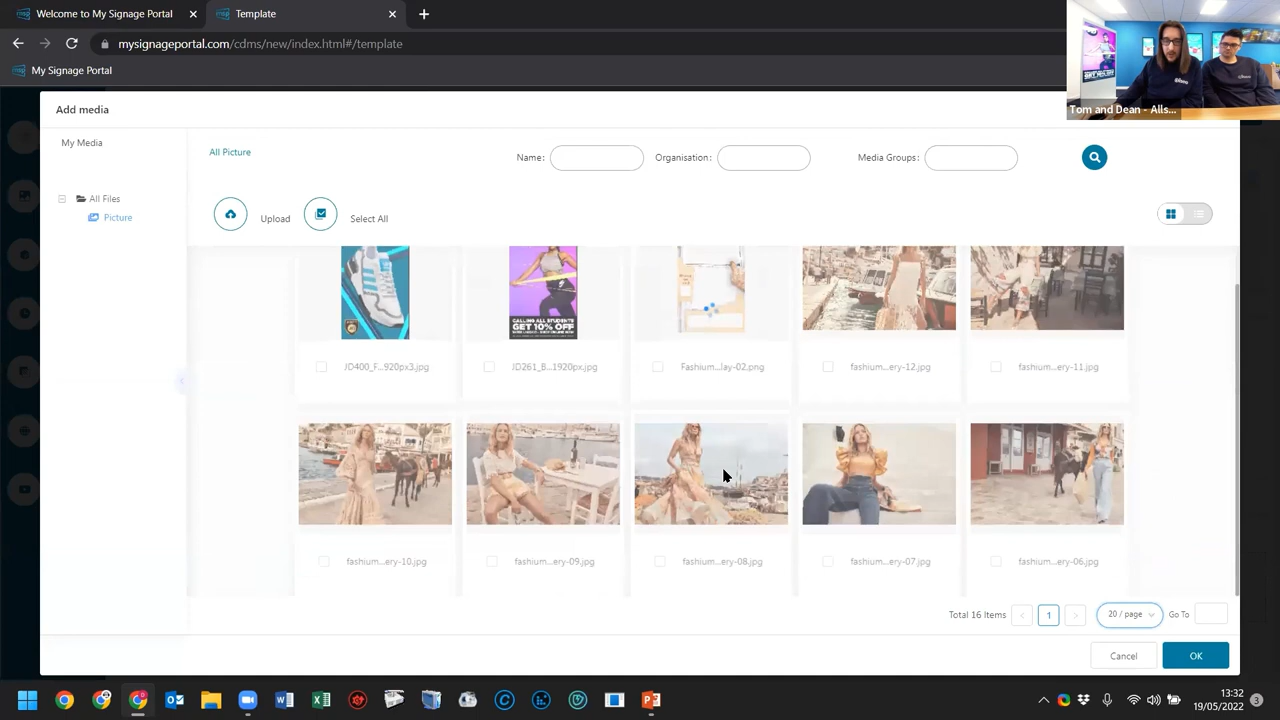 Welcome to My Signage Portal
Template
mysignageportal.com/cdms/new/index.html#/template
My Signage Portal
Tom and Dean - Alls...
Add media
My Media
All Picture
Name:
Organisation:
Media Groups:
All Files
Picture
Upload
Select All
CALLING ALL STUDENTS
GET 10% OFF
JD400_F...920px3.jpg
JD261_B...1920px.jpg
Fashium...lay-02.png
fashium...ery-12.jpg
fashium...ery-11.jpg
fashium...ery-10.jpg
fashium...ery-09.jpg
fashium...ery-08.jpg
fashium...ery-07.jpg
fashium...ery-06.jpg
Total 16 Items
1
20 / page
Go To
Cancel
OK
13:32
19/05/2022
3